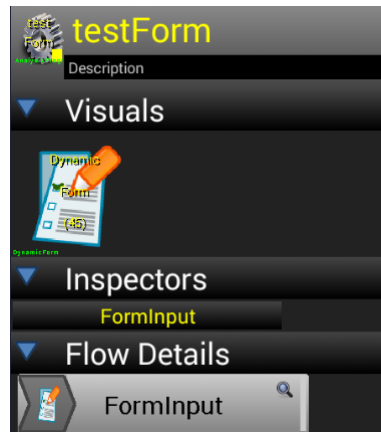 test
Form
testForm
Description
Visuals
Dynamic
Form
(45)
Dynamic Form
Inspectors
FormInput
Flow Details
FormInput